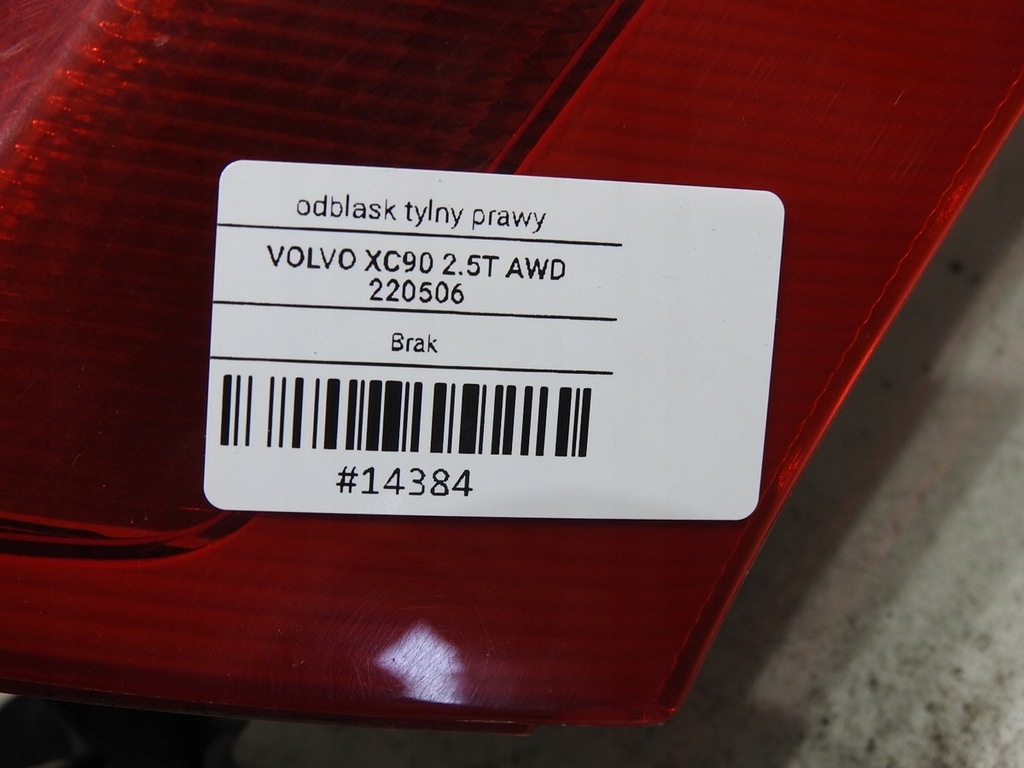 odblask tylny prawy
VOLVO XC90 2.5T AWD
220506
Brak
#14384